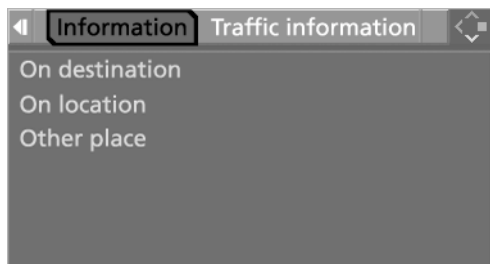 Information Traffic information
On destination
On location
Other place